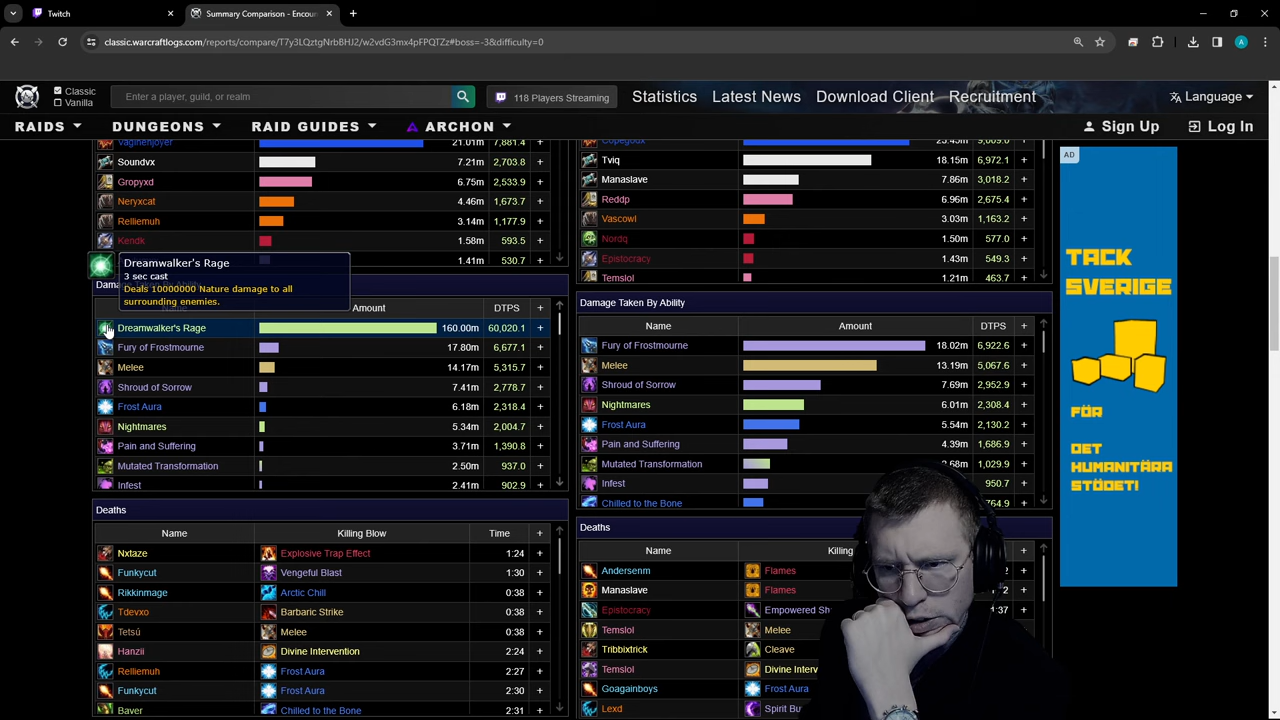 Twitch
Summary Comparison - Encou
classic.warcraftlogs.com/reports/compare/T7y3LQztgNrbBHJ2/w2vdG3mx4pFPQTZz#boss=-3&difficulty=0
Classic
Vanilla
Enter a player, guild, or realm
118 Players Streaming
Statistics
Latest News
Download Client
Recruitment
Language
RAIDS
DUNGEONS
RAID GUIDES
ARCHON
Sign Up
Log In
Vaginenjoyer 21.01m 7,881.4
Soundvx 7.21m 2,703.8 +
Gropyxd 6.75m 2,533.9 +
Neryxcat 4.46m 1,673.7 +
Relliemuh 3.14m 1,177.9 +
Kendk 1.58m 593.5 +
1.41m 530.7 +
Dreamwalker's Rage
3 sec cast
Deals 10000000 Nature damage to all
surrounding enemies.
Amount DTPS +
Dreamwalker's Rage 160.00m 60,020.1 +
Fury of Frostmourne 17.80m 6,677.1 +
Melee 14.17m 5,315.7 +
Shroud of Sorrow 7.41m 2,778.7 +
Frost Aura 6.18m 2,318.4 +
Nightmares 5.34m 2,004.7 +
Pain and Suffering 3.71m 1,390.8 +
Mutated Transformation 2.50m 937.0 +
Infest 2.41m 902.9 +
Deaths
Name Killing Blow Time +
Nxtaze Explosive Trap Effect 1:24 +
Funkycut Vengeful Blast 1:30 +
Rikkinmage Arctic Chill 0:38 +
Tdevxo Barbaric Strike 0:38 +
Tetsû Melee 0:38 +
Hanzii Divine Intervention 2:24 +
Relliemuh Frost Aura 2:27 +
Funkycut Frost Aura 2:30 +
Baver Chilled to the Bone 2:31 +
Tviq 18.15m 6,972.1 +
Manaslave 7.86m 3,018.2 +
Reddp 6.96m 2,675.4 +
Vascowl 3.03m 1,163.2 +
Nordq 1.50m 577.0 +
Epistocracy 1.43m 549.3 +
Temslol 1.21m 463.7 +
Damage Taken By Ability
Name Amount DTPS +
Fury of Frostmourne 18.02m 6,922.6 +
Melee 13.19m 5,067.6 +
Shroud of Sorrow 7.69m 2,952.9 +
Nightmares 6.01m 2,308.4 +
Frost Aura 5.54m 2,130.2 +
Pain and Suffering 4.39m 1,686.9 +
Mutated Transformation 1,029.9 +
Infest 950.7 +
Chilled to the Bone +
Deaths
Name Killing +
Andersenm Flames +
Manaslave Flames +
Epistocracy Empowered +
Temslol Melee +
Tribbixtrick Cleave +
Temslol Divine +
Goagainboys Frost Aura +
Lexd Spirit +
AD
TACK
SVERIGE
FÖR
DET
HUMANITÄRA
STÖDET!